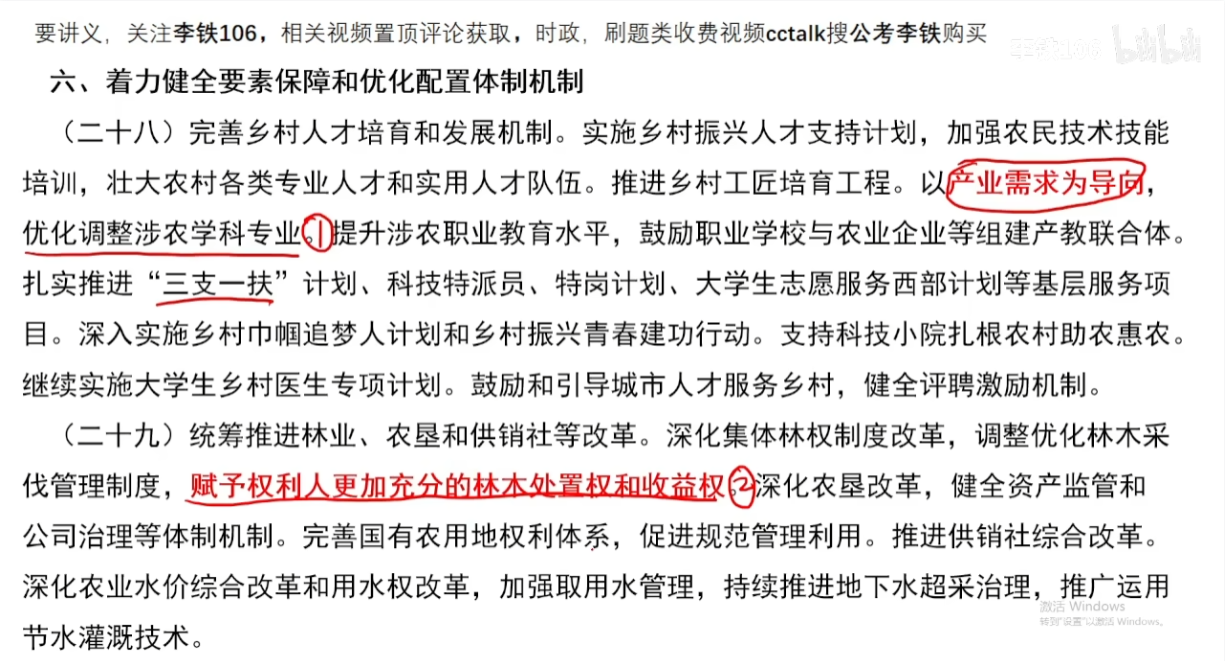 要讲义，关注李铁106，相关视频置顶评论获取，时政，刷题类收费视频cctalk搜公考李铁购买
李铁106 bilibili
六、着力健全要素保障和优化配置体制机制
（二十八）完善乡村人才培育和发展机制。实施乡村振兴人才支持计划，加强农民技术技能
培训，壮大农村各类专业人才和实用人才队伍。推进乡村工匠培育工程。以产业需求为导向，
优化调整涉农学科专业。1提升涉农职业教育水平，鼓励职业学校与农业企业等组建产教联合体。
扎实推进“三支一扶”计划、科技特派员、特岗计划、大学生志愿服务西部计划等基层服务项
目。深入实施乡村巾帼追梦人计划和乡村振兴青春建功行动。支持科技小院扎根农村助农惠农。
继续实施大学生乡村医生专项计划。鼓励和引导城市人才服务乡村，健全评聘激励机制。
（二十九）统筹推进林业、农垦和供销社等改革。深化集体林权制度改革，调整优化林木采
伐管理制度，赋予权利人更加充分的林木处置权和收益权。2深化农垦改革，健全资产监管和
公司治理等体制机制。完善国有农用地权利体系，促进规范管理利用。推进供销社综合改革。
深化农业水价综合改革和用水权改革，加强取用水管理，持续推进地下水超采治理，推广运用
节水灌溉技术。
激活 Windows
转到“设置”以激活 Windows。